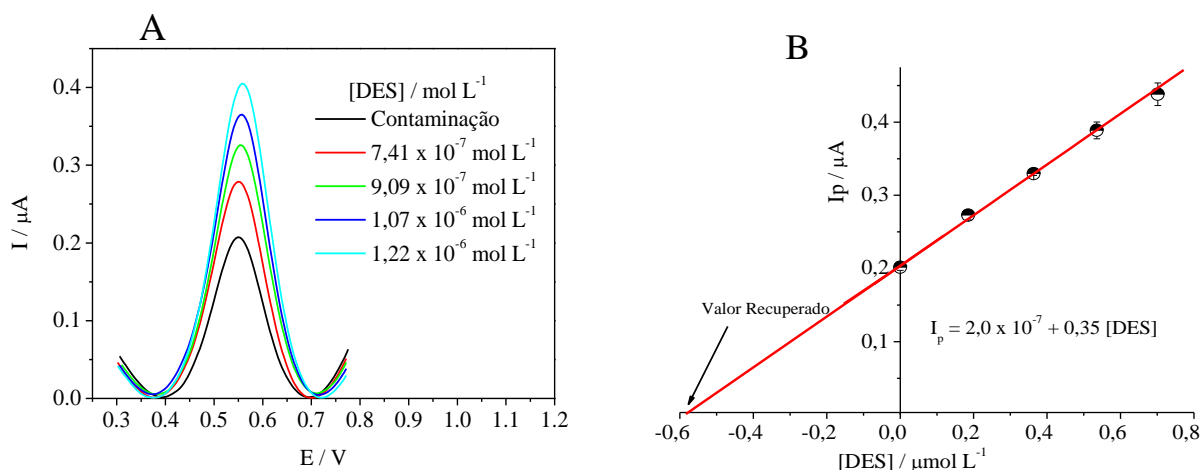 A
I / µA
0.4
0.3
0.2
0.1
0.0
0.3 0.4 0.5 0.6 0.7 0.8 0.9 1.0 1.1 1.2
E / V
[DES] / mol L⁻¹
Contaminação
7,41 x 10⁻⁷ mol L⁻¹
9,09 x 10⁻⁷ mol L⁻¹
1,07 x 10⁻⁶ mol L⁻¹
1,22 x 10⁻⁶ mol L⁻¹
B
Ip / µA
0,4
0,3
0,2
0,1
Valor Recuperado
Iₚ = 2,0 x 10⁻⁷ + 0,35 [DES]
-0,6 -0,4 -0,2 0,0 0,2 0,4 0,6 0,8
[DES] / µmol L⁻¹